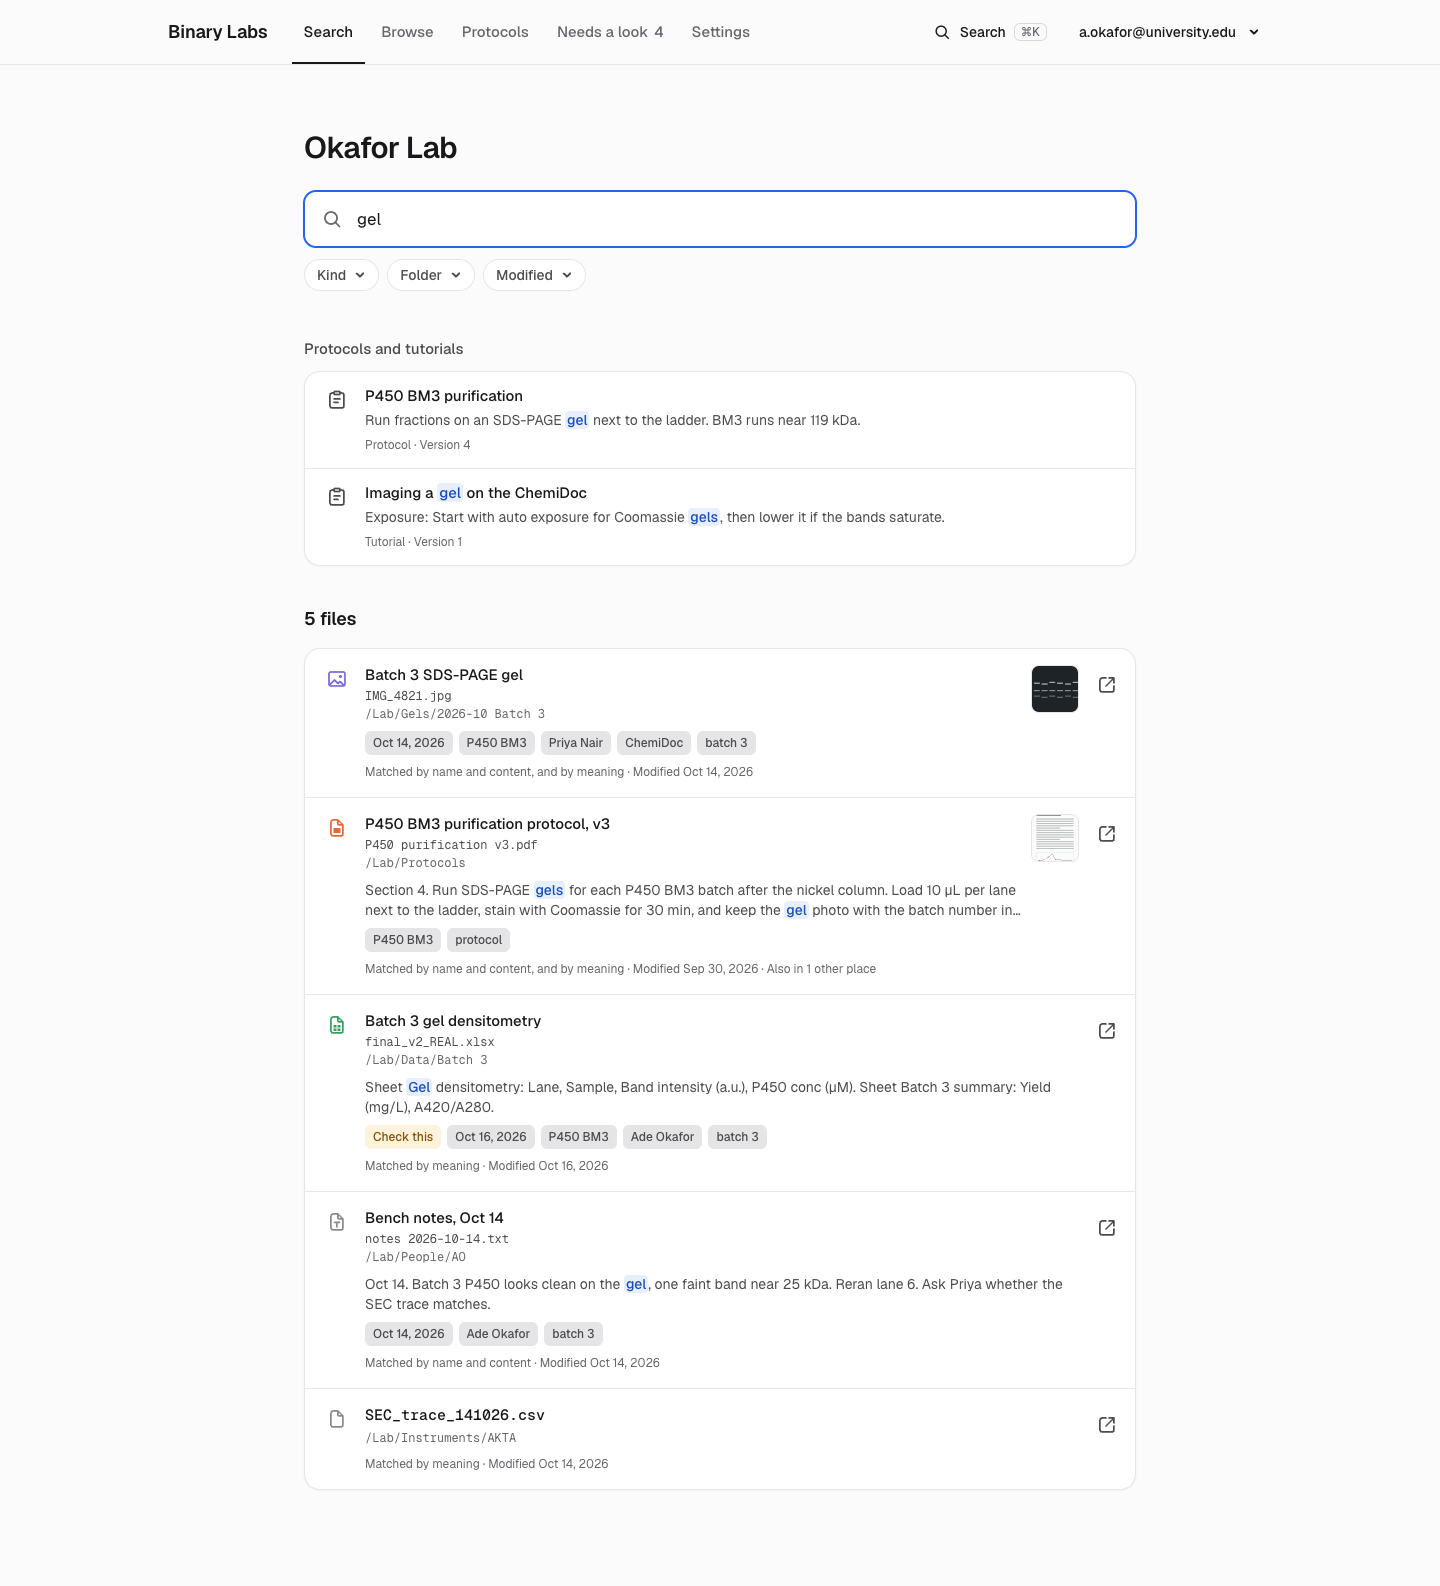 Binary Labs
Search
Browse
Protocols
Needs a look 4
Settings
Search ⌘K
a.okafor@university.edu
Okafor Lab
gel
Kind
Folder
Modified
Protocols and tutorials
P450 BM3 purification
Run fractions on an SDS-PAGE gel next to the ladder. BM3 runs near 119 kDa.
Protocol · Version 4
Imaging a gel on the ChemiDoc
Exposure: Start with auto exposure for Coomassie gels, then lower it if the bands saturate.
Tutorial · Version 1
5 files
Batch 3 SDS-PAGE gel
IMG_4821.jpg
/Lab/Gels/2026-10 Batch 3
Oct 14, 2026 P450 BM3 Priya Nair ChemiDoc batch 3
Matched by name and content, and by meaning · Modified Oct 14, 2026
P450 BM3 purification protocol, v3
P450 purification v3.pdf
/Lab/Protocols
Section 4. Run SDS-PAGE gels for each P450 BM3 batch after the nickel column. Load 10 µL per lane
next to the ladder, stain with Coomassie for 30 min, and keep the gel photo with the batch number in…
P450 BM3 protocol
Matched by name and content, and by meaning · Modified Sep 30, 2026 · Also in 1 other place
Batch 3 gel densitometry
final_v2_REAL.xlsx
/Lab/Data/Batch 3
Sheet Gel densitometry: Lane, Sample, Band intensity (a.u.), P450 conc (µM). Sheet Batch 3 summary: Yield
(mg/L), A420/A280.
Check this Oct 16, 2026 P450 BM3 Ade Okafor batch 3
Matched by meaning · Modified Oct 16, 2026
Bench notes, Oct 14
notes 2026-10-14.txt
/Lab/People/AO
Oct 14. Batch 3 P450 looks clean on the gel, one faint band near 25 kDa. Reran lane 6. Ask Priya whether the
SEC trace matches.
Oct 14, 2026 Ade Okafor batch 3
Matched by name and content · Modified Oct 14, 2026
SEC_trace_141026.csv
/Lab/Instruments/AKTA
Matched by meaning · Modified Oct 14, 2026